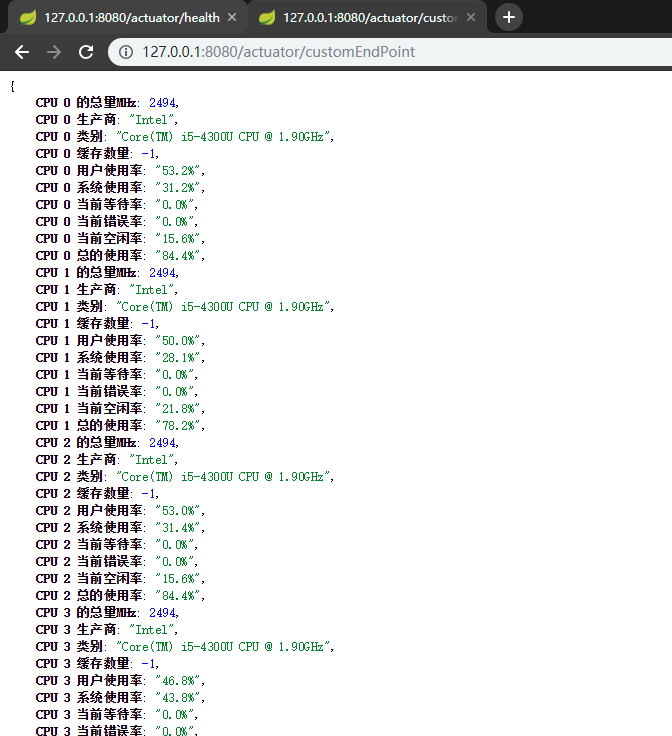 127.0.0.1:8080/actuator/health
127.0.0.1:8080/actuator/custo
127.0.0.1:8080/actuator/customEndPoint
{
CPU 0 的总量MHz: 2494,
CPU 0 生产商: "Intel",
CPU 0 类别: "Core(TM) i5-4300U CPU @ 1.90GHz",
CPU 0 缓存数量: -1,
CPU 0 用户使用率: "53.2%",
CPU 0 系统使用率: "31.2%",
CPU 0 当前等待率: "0.0%",
CPU 0 当前错误率: "0.0%",
CPU 0 当前空闲率: "15.6%",
CPU 0 总的使用率: "84.4%",
CPU 1 的总量MHz: 2494,
CPU 1 生产商: "Intel",
CPU 1 类别: "Core(TM) i5-4300U CPU @ 1.90GHz",
CPU 1 缓存数量: -1,
CPU 1 用户使用率: "50.0%",
CPU 1 系统使用率: "28.1%",
CPU 1 当前等待率: "0.0%",
CPU 1 当前错误率: "0.0%",
CPU 1 当前空闲率: "21.8%",
CPU 1 总的使用率: "78.2%",
CPU 2 的总量MHz: 2494,
CPU 2 生产商: "Intel",
CPU 2 类别: "Core(TM) i5-4300U CPU @ 1.90GHz",
CPU 2 缓存数量: -1,
CPU 2 用户使用率: "53.0%",
CPU 2 系统使用率: "31.4%",
CPU 2 当前等待率: "0.0%",
CPU 2 当前错误率: "0.0%",
CPU 2 当前空闲率: "15.6%",
CPU 2 总的使用率: "84.4%",
CPU 3 的总量MHz: 2494,
CPU 3 生产商: "Intel",
CPU 3 类别: "Core(TM) i5-4300U CPU @ 1.90GHz",
CPU 3 缓存数量: -1,
CPU 3 用户使用率: "46.8%",
CPU 3 系统使用率: "43.8%",
CPU 3 当前等待率: "0.0%",
CPU 3 当前错误率: "0.0%",